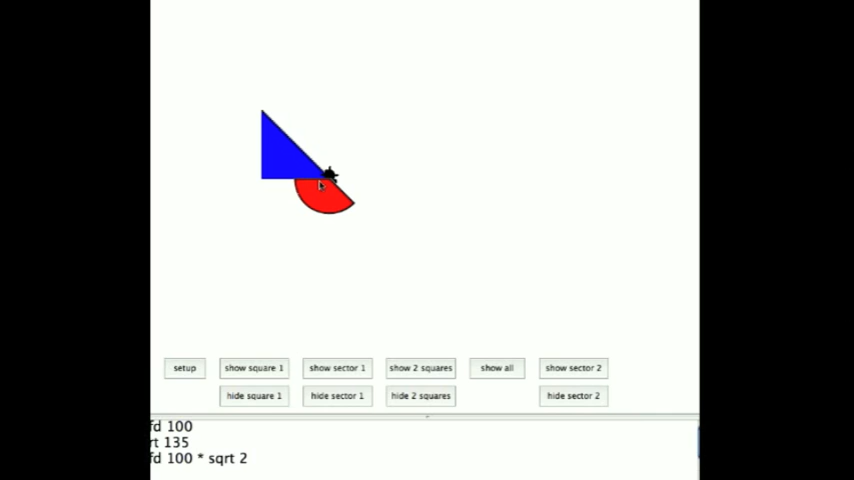 setup
show square 1
show sector 1
show 2 squares
show all
show sector 2
hide square 1
hide sector 1
hide 2 squares
hide sector 2
fd 100
rt 135
fd 100 * sqrt 2